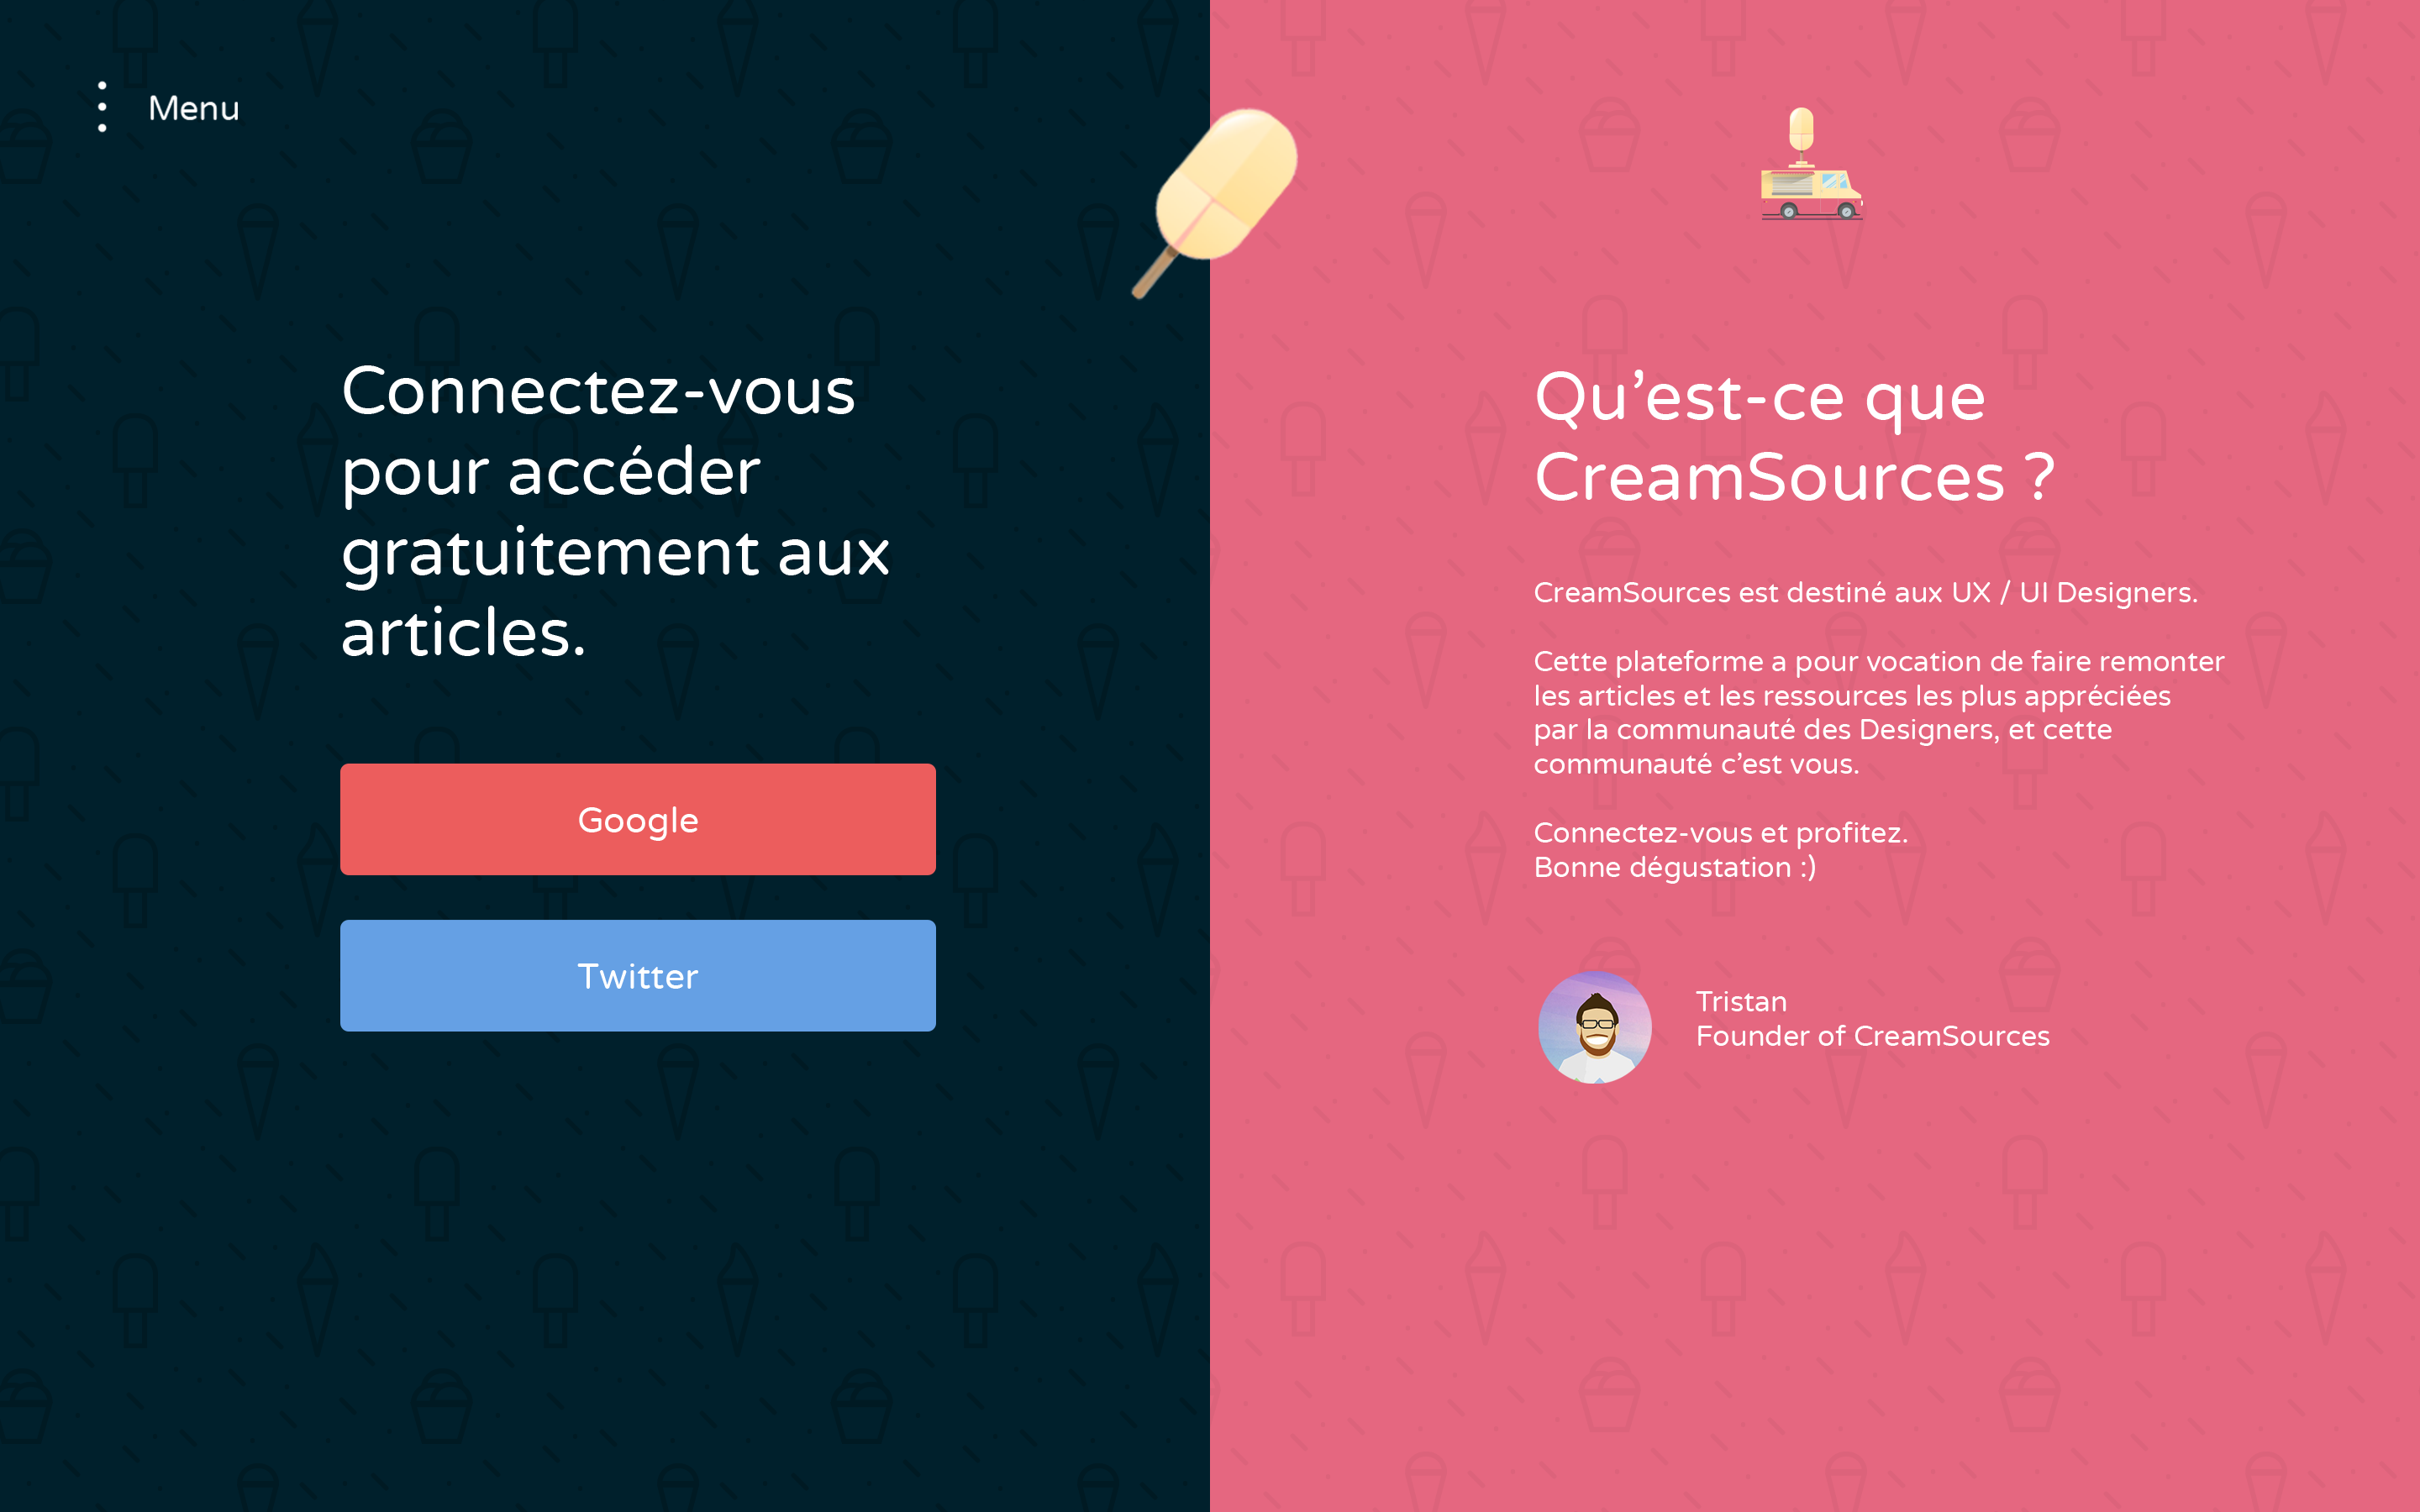 Menu
Connectez-vous
pour accéder
gratuitement aux
articles.
Google
Twitter
Qu’est-ce que
CreamSources ?
CreamSources est destiné aux UX / UI Designers.
Cette plateforme a pour vocation de faire remonter
les articles et les ressources les plus appréciées
par la communauté des Designers, et cette
communauté c’est vous.
Connectez-vous et profitez.
Bonne dégustation :)
Tristan
Founder of CreamSources